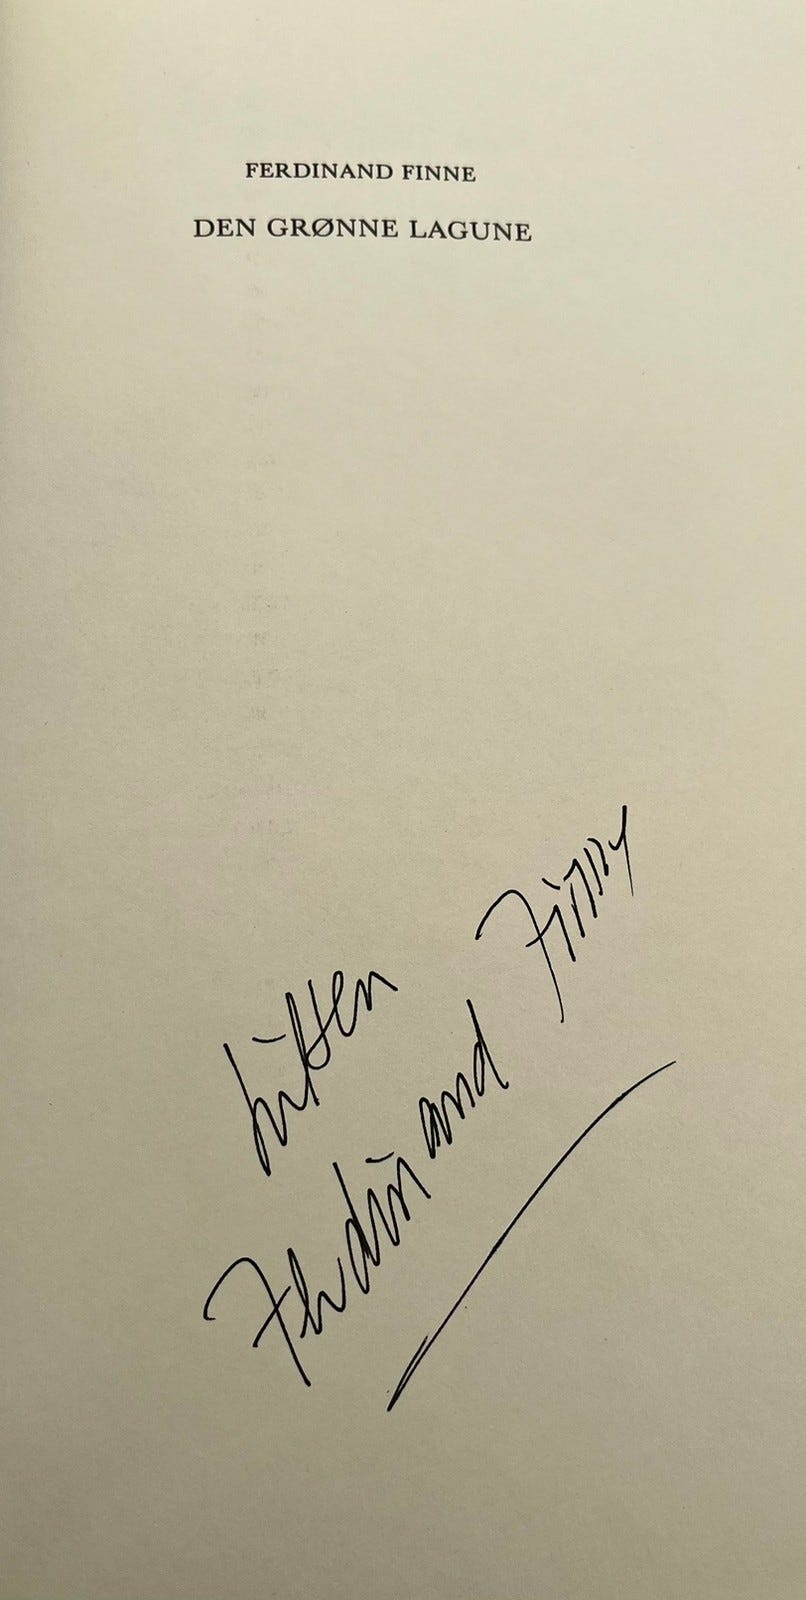 FERDINAND FINNE
DEN GRØNNE LAGUNE
hilsen
Ferdinand Finne